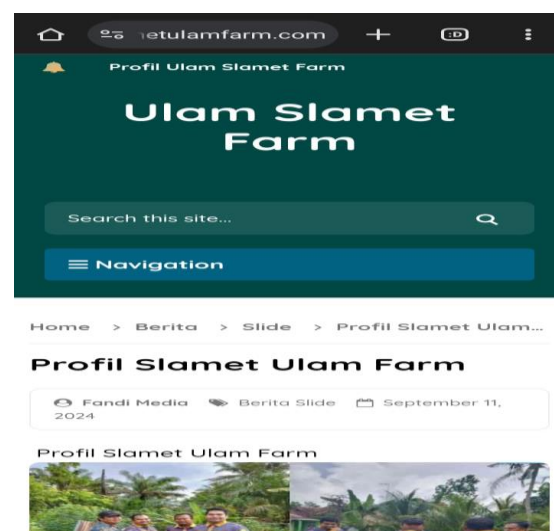 etulamfarm.com
:D
Profil Ulam Slamet Farm
Ulam Slamet
Farm
Search this site...
Navigation
Home > Berita > Slide > Profil Slamet Ulam...
Profil Slamet Ulam Farm
Fandi Media Berita Slide September 11,
2024
Profil Slamet Ulam Farm